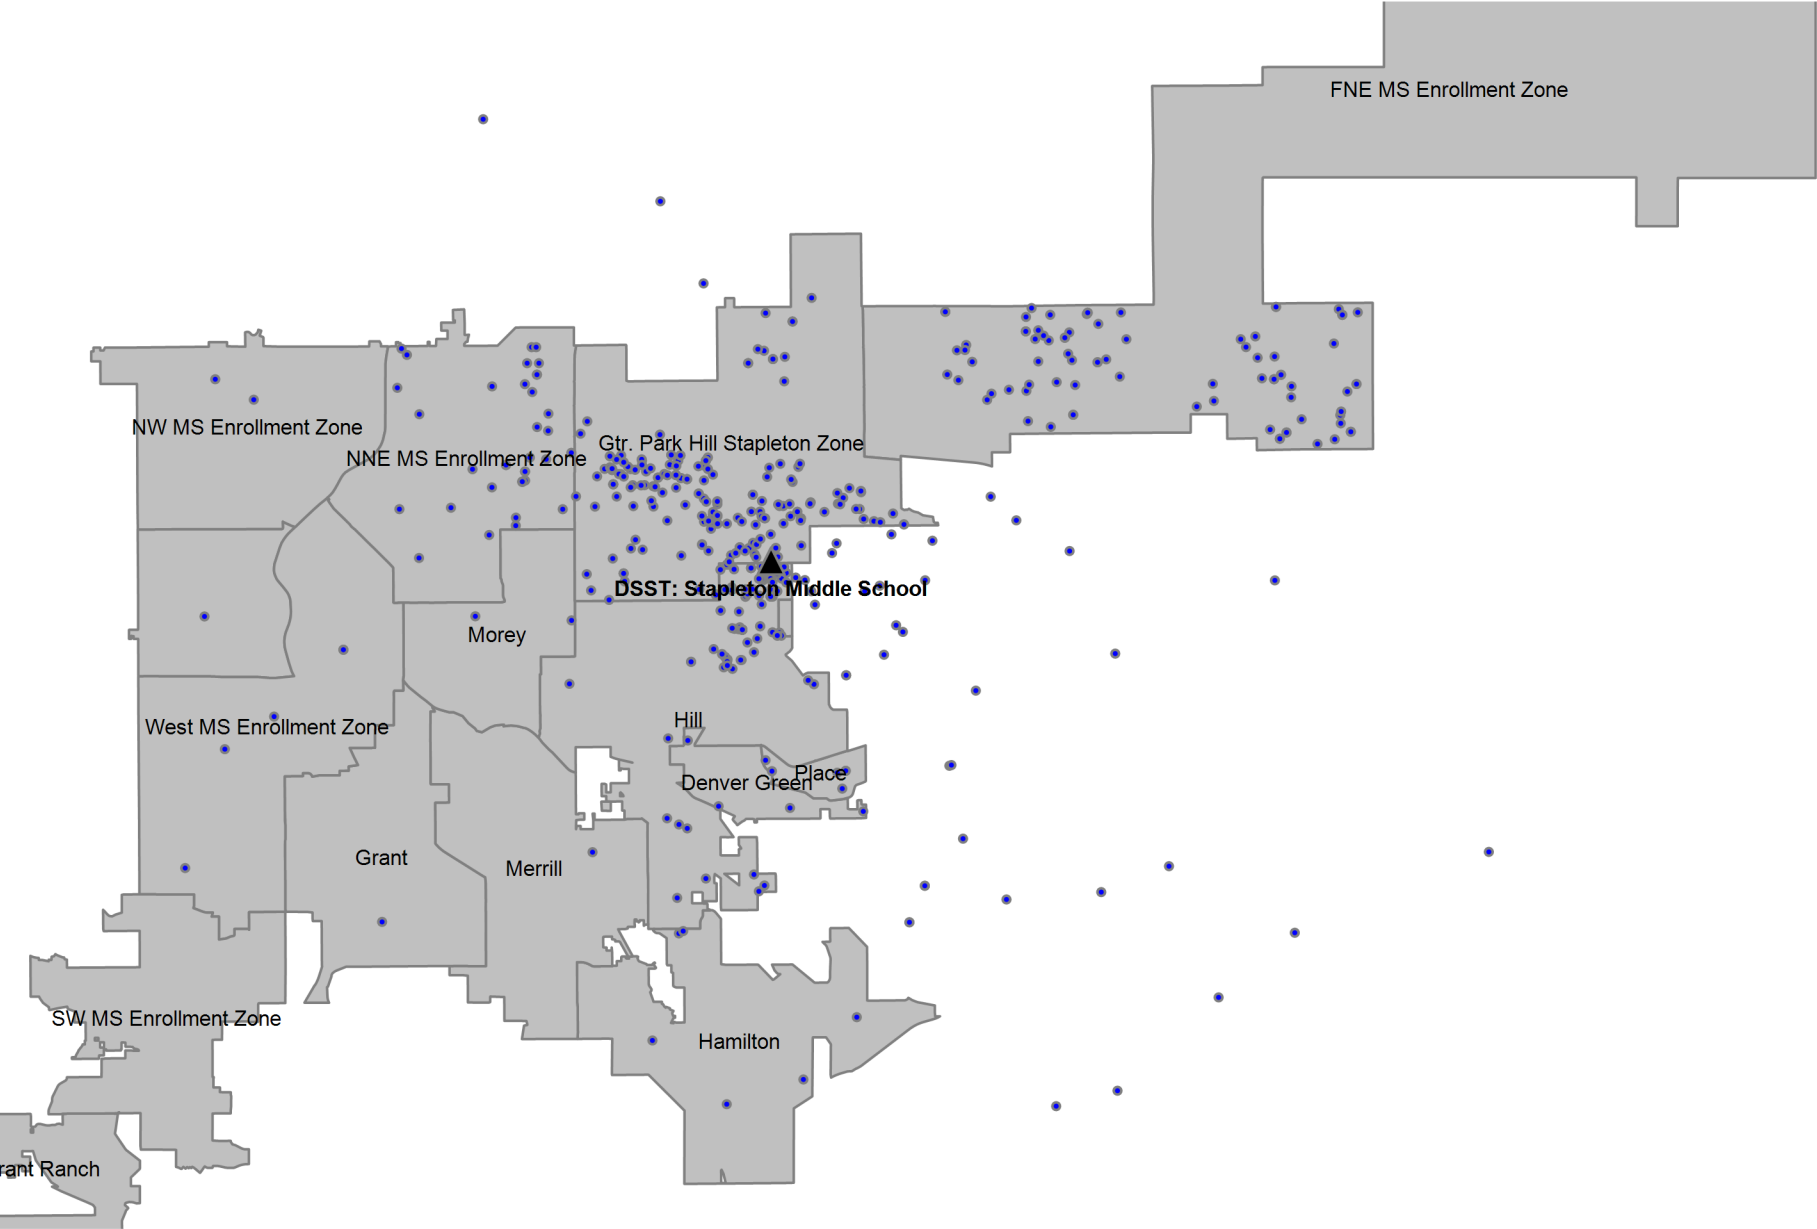 FNE MS Enrollment Zone
NW MS Enrollment Zone
Gtr. Park Hill Stapleton Zone
NNE MS Enrollment Zone
DSST: Stapleton Middle School
Morey
Hill
West MS Enrollment Zone
Place
Denver Green
Grant
Merrill
SW MS Enrollment Zone
Hamilton
rant Ranch